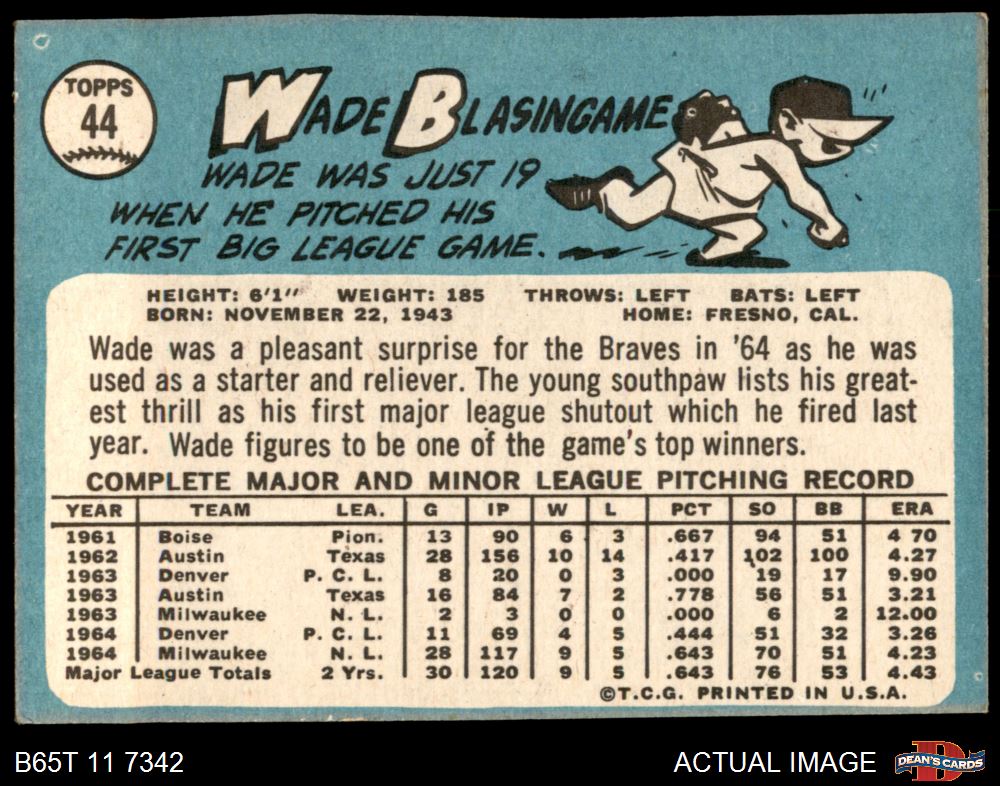 TOPPS
44
WADE BLASINGAME
WADE WAS JUST 19
WHEN HE PITCHED HIS
FIRST BIG LEAGUE GAME.
HEIGHT: 6'1" WEIGHT: 185 THROWS: LEFT BATS: LEFT
BORN: NOVEMBER 22, 1943 HOME: FRESNO, CAL.
Wade was a pleasant surprise for the Braves in '64 as he was
used as a starter and reliever. The young southpaw lists his great-
est thrill as his first major league shutout which he fired last
year. Wade figures to be one of the game's top winners.
COMPLETE MAJOR AND MINOR LEAGUE PITCHING RECORD
YEAR TEAM LEA. G IP W L PCT SO BB ERA
1961 Boise Pion. 13 90 6 3 .667 94 51 4 70
1962 Austin Texas 28 156 10 14 .417 102 100 4.27
1963 Denver P. C. L. 8 20 0 3 .000 19 17 9.90
1963 Austin Texas 16 84 7 2 .778 56 51 3.21
1963 Milwaukee N. L. 2 3 0 0 .000 6 2 12.00
1964 Denver P. C. L. 11 69 4 5 .444 51 32 3.26
1964 Milwaukee N. L. 28 117 9 5 .643 70 51 4.23
Major League Totals 2 Yrs. 30 120 9 5 .643 76 53 4.43
©T.C.G. PRINTED IN U.S.A.
B65T 11 7342 ACTUAL IMAGE DEAN'S CARDS